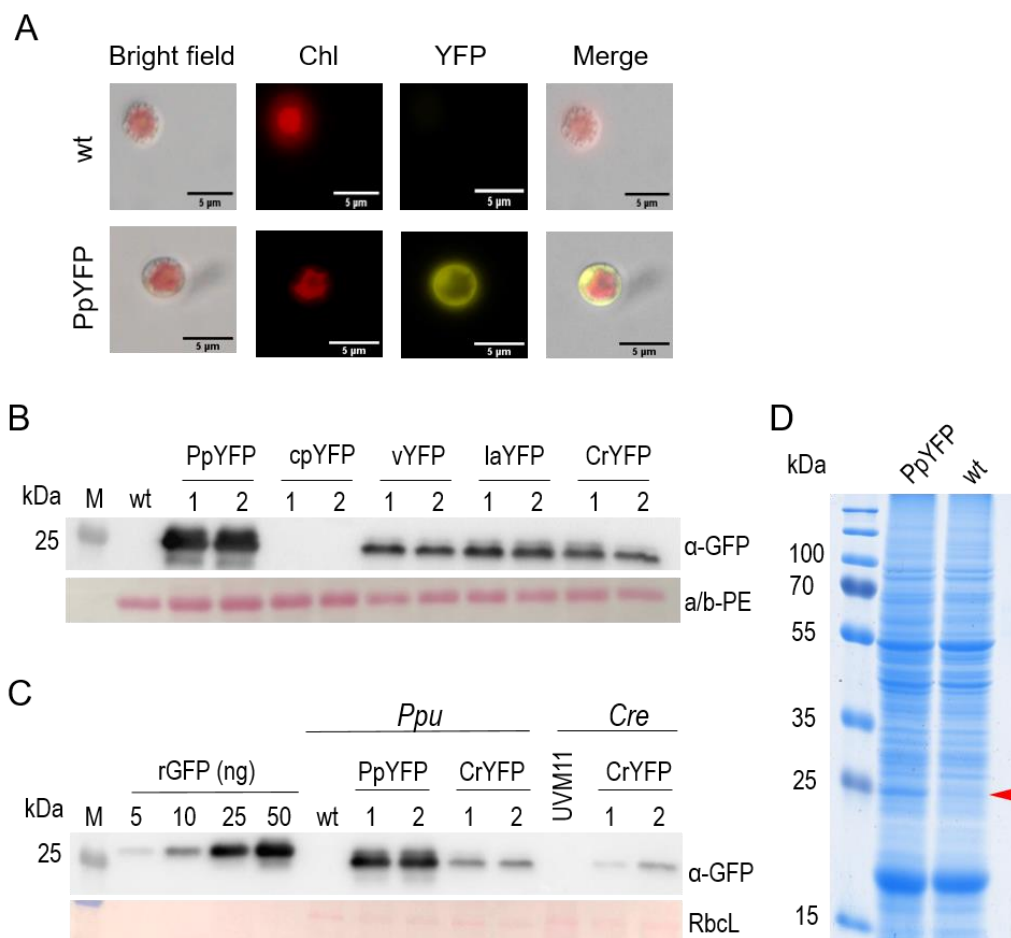 A
Bright field Chl YFP Merge
wt
5 µm 5 µm 5 µm 5 µm
PpYFP
5 µm 5 µm 5 µm 5 µm
B
PpYFP cpYFP vYFP laYFP CrYFP
kDa M wt 1 2 1 2 1 2 1 2 1 2
25 α-GFP
a/b-PE
C
Ppu Cre
rGFP (ng) PpYFP CrYFP UVM11 CrYFP
kDa M 5 10 25 50 wt 1 2 1 2 1 2
25 α-GFP
RbcL
D
kDa PpYFP wt
100
70
55
35
25
15